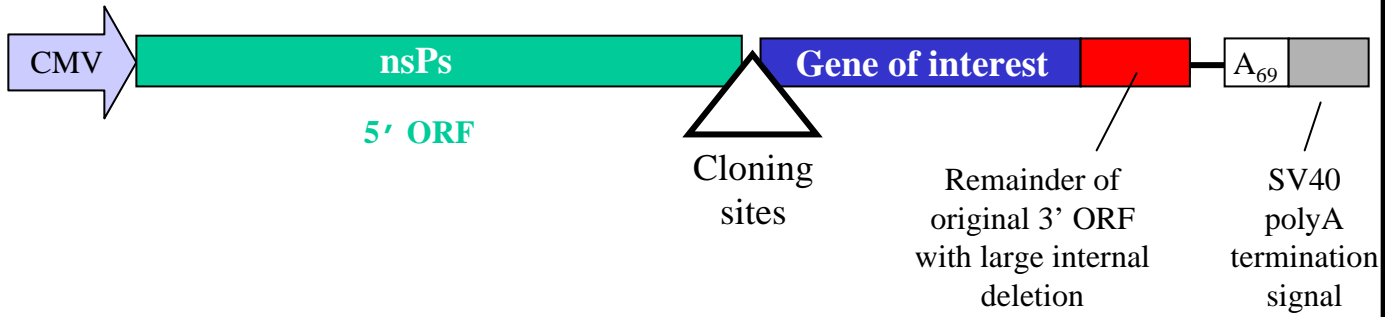 CMV
nsPs
Gene of interest
A69
5′ ORF
Cloning
sites
Remainder of
original 3’ ORF
with large internal
deletion
SV40
polyA
termination
signal